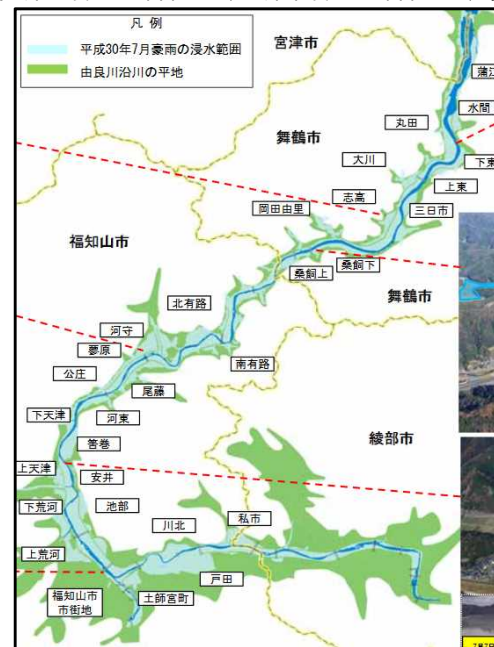 凡 例
平成30年7月豪雨の浸水範囲
由良川沿川の平地
宮津市
蒲江
水間
丸田
舞鶴市
大川
下東
上東
志高
岡田由里
三日市
福知山市
桑飼下
桑飼上
舞鶴市
北有路
河守
夢原
南有路
公庄
尾藤
河東
下天津
綾部市
筈巻
上天津
安井
下荒河
池部
私市
川北
上荒河
戸田
福知山市
市街地
土師宮町
7月7日